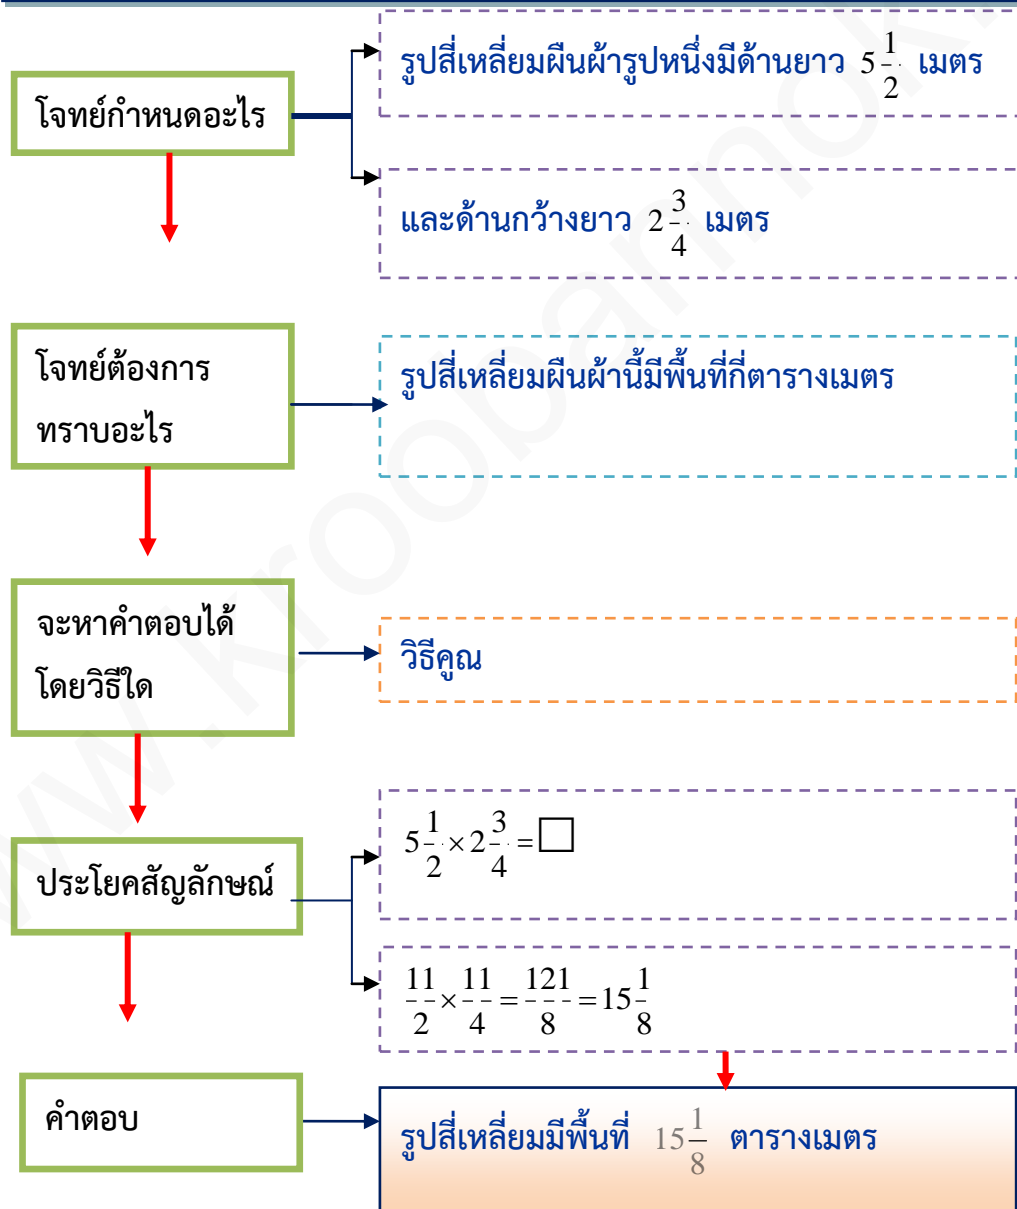 โจทย์กำหนดอะไร
รูปสี่เหลี่ยมผืนผ้ารูปหนึ่งมีด้านยาว 5 1/2 เมตร
และด้านกว้างยาว 2 3/4 เมตร
โจทย์ต้องการ
ทราบอะไร
รูปสี่เหลี่ยมผืนผ้านี้มีพื้นที่กี่ตารางเมตร
จะหาคำตอบได้
โดยวิธีใด
วิธีคูณ
ประโยคสัญลักษณ์
5 1/2 × 2 3/4 = □
11/2 × 11/4 = 121/8 = 15 1/8
คำตอบ
รูปสี่เหลี่ยมมีพื้นที่ 15 1/8 ตารางเมตร